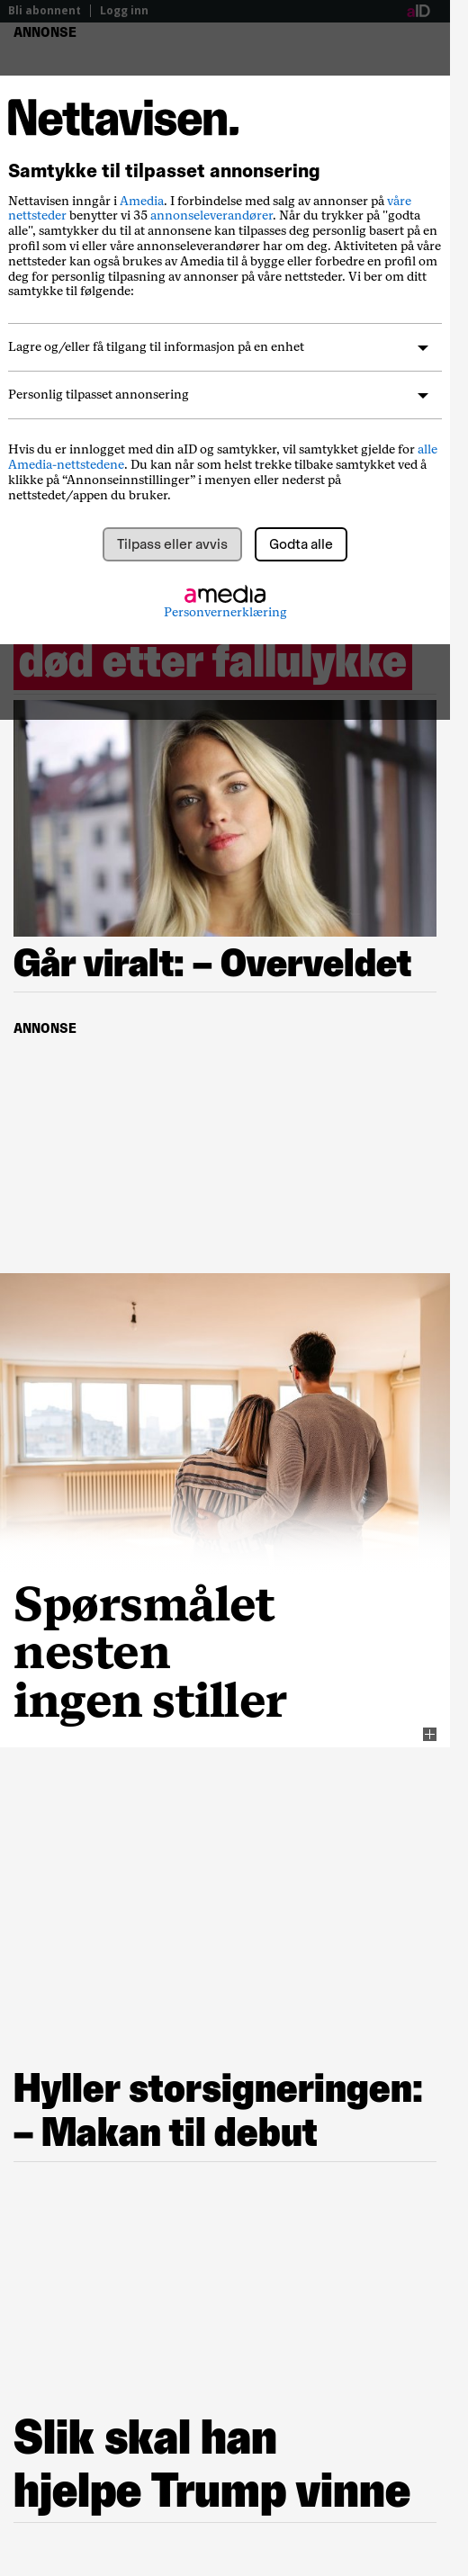 Bli abonnent | Logg inn
aID
ANNONSE
Nettavisen.
Samtykke til tilpasset annonsering
Nettavisen inngår i Amedia. I forbindelse med salg av annonser på våre
nettsteder benytter vi 35 annonseleverandører. Når du trykker på "godta
alle", samtykker du til at annonsene kan tilpasses deg personlig basert på en
profil som vi eller våre annonseleverandører har om deg. Aktiviteten på våre
nettsteder kan også brukes av Amedia til å bygge eller forbedre en profil om
deg for personlig tilpasning av annonser på våre nettsteder. Vi ber om ditt
samtykke til følgende:
Lagre og/eller få tilgang til informasjon på en enhet
Personlig tilpasset annonsering
Hvis du er innlogget med din aID og samtykker, vil samtykket gjelde for alle
Amedia-nettstedene. Du kan når som helst trekke tilbake samtykket ved å
klikke på “Annonseinnstillinger” i menyen eller nederst på
nettstedet/appen du bruker.
Tilpass eller avvis
Godta alle
amedia
Personvernerklæring
død etter fallulykke
Går viralt: – Overveldet
ANNONSE
Spørsmålet
nesten
ingen stiller
Hyller storsigneringen:
– Makan til debut
Slik skal han
hjelpe Trump vinne